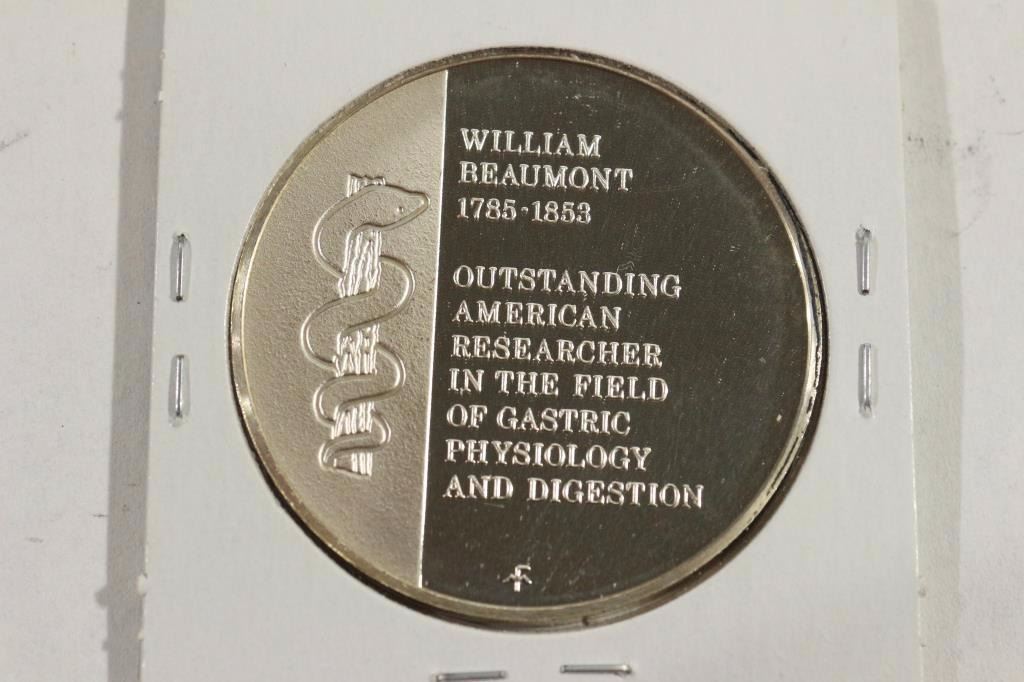 WILLIAM
BEAUMONT
1785·1853
OUTSTANDING
AMERICAN
RESEARCHER
IN THE FIELD
OF GASTRIC
PHYSIOLOGY
AND DIGESTION